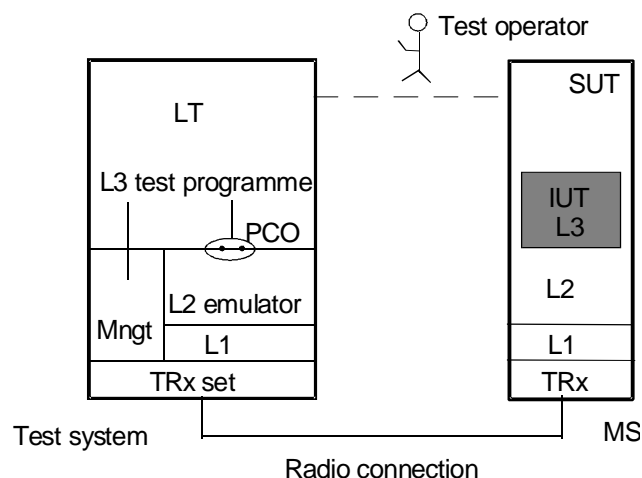 Test operator
SUT
LT
L3 test programme
IUT
L3
PCO
L2 emulator
L2
Mngt
L1
L1
TRx set
TRx
Test system
MS
Radio connection